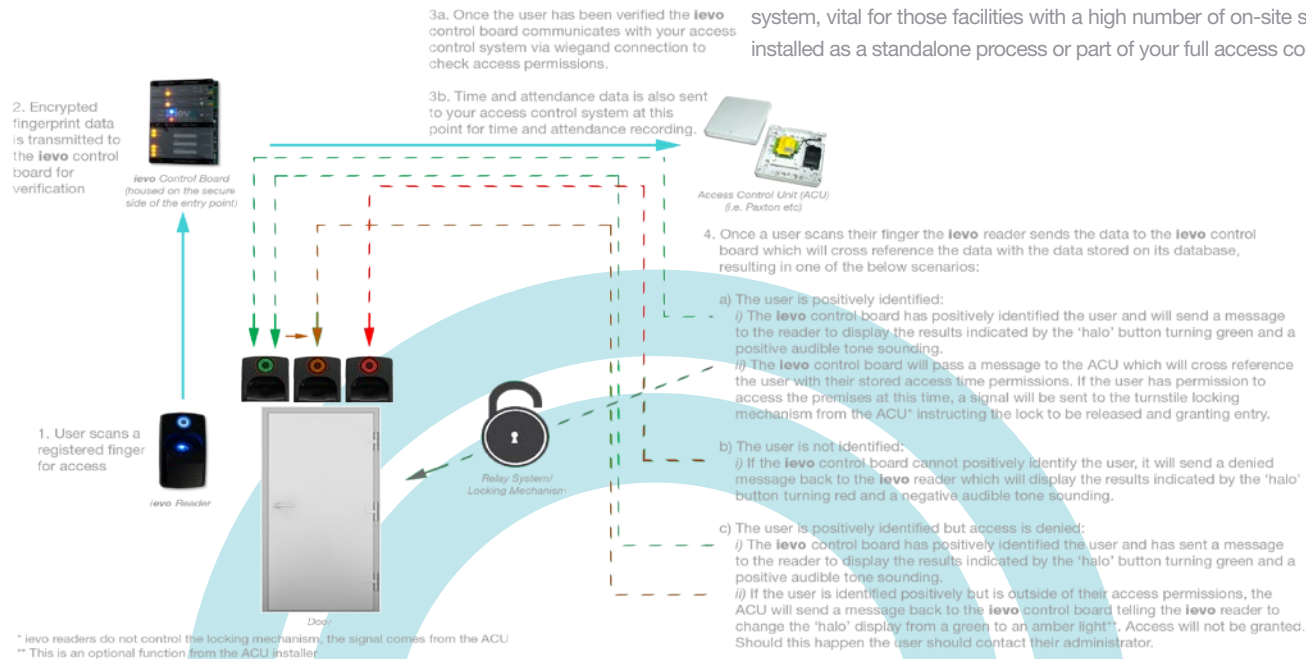 system, vital for those facilities with a high number of on-site s
installed as a standalone process or part of your full access co
3a. Once the user has been verified the ievo
control board communicates with your access
control system via wiegand connection to
check access permissions.
3b. Time and attendance data is also sent
to your access control system at this
point for time and attendance recording.
2. Encrypted
fingerprint data
is transmitted to
the ievo control
board for
verification
ievo Control Board
(housed on the secure
side of the entry point)
Access Control Unit (ACU)
(i.e. Paxton etc)
4. Once a user scans their finger the ievo reader sends the data to the ievo control
board which will cross reference the data with the data stored on its database,
resulting in one of the below scenarios:
a) The user is positively identified:
i) The ievo control board has positively identified the user and will send a message
to the reader to display the results indicated by the 'halo' button turning green and a
positive audible tone sounding.
ii) The ievo control board will pass a message to the ACU which will cross reference
the user with their stored access time permissions. If the user has permission to
access the premises at this time, a signal will be sent to the turnstile locking
mechanism from the ACU* instructing the lock to be released and granting entry.
b) The user is not identified:
i) If the ievo control board cannot positively identify the user, it will send a denied
message back to the ievo reader which will display the results indicated by the 'halo'
button turning red and a negative audible tone sounding.
c) The user is positively identified but access is denied:
i) The ievo control board has positively identified the user and has sent a message
to the reader to display the results indicated by the 'halo' button turning green and a
positive audible tone sounding.
ii) If the user is identified positively but is outside of their access permissions, the
ACU will send a message back to the ievo control board telling the ievo reader to
change the 'halo' display from a green to an amber light**. Access will not be granted.
Should this happen the user should contact their administrator.
1. User scans a
registered finger
for access
ievo Reader
Relay System/
Locking Mechanism
Door
* ievo readers do not control the locking mechanism, the signal comes from the ACU
** This is an optional function from the ACU installer